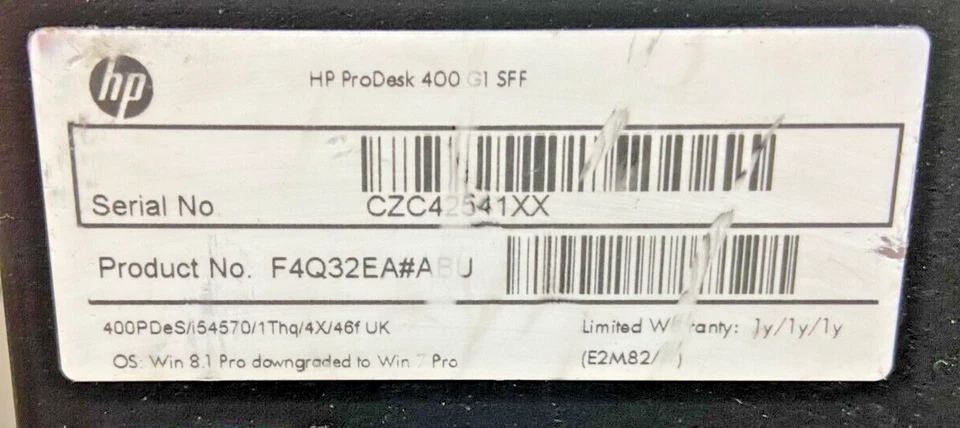 hp
HP ProDesk 400 G1 SFF
Serial No CZC42541XX
Product No. F4Q32EA#ABU
400PDeS/i54570/1Thq/4X/46f UK
Limited Warranty: 1y/1y/1y
OS: Win 8.1 Pro downgraded to Win 7 Pro